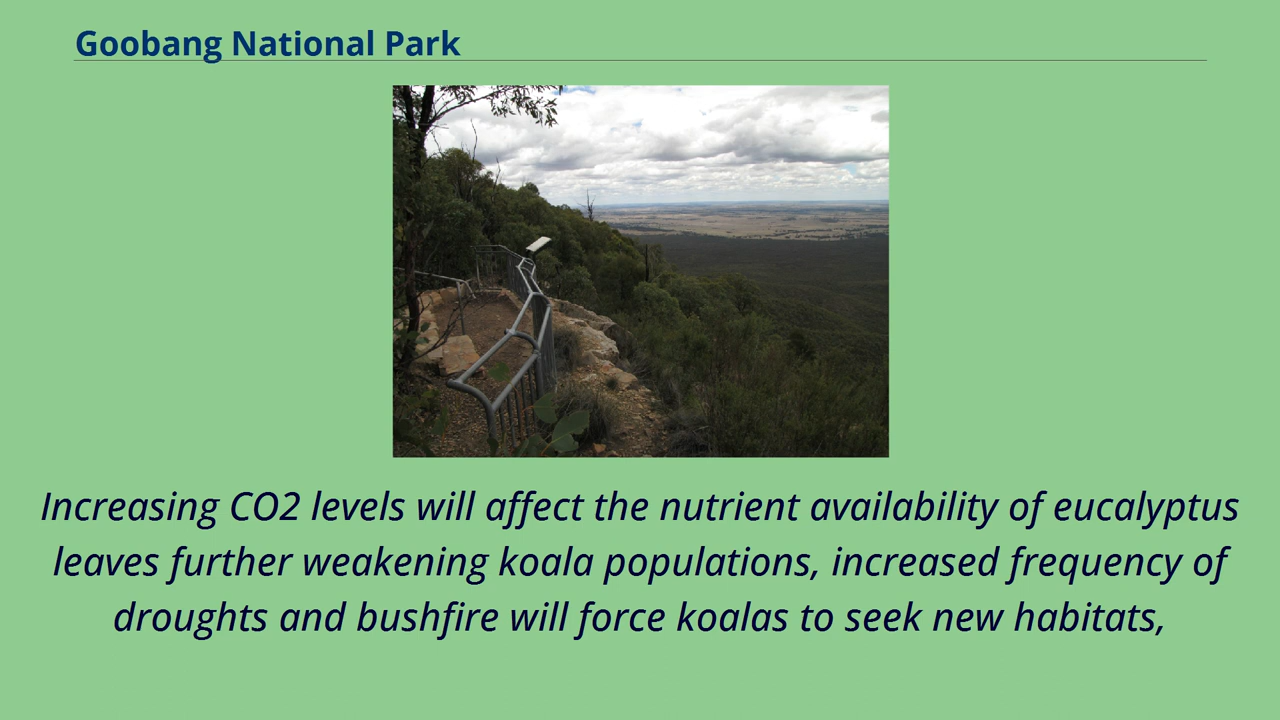 Goobang National Park
Increasing CO2 levels will affect the nutrient availability of eucalyptus
leaves further weakening koala populations, increased frequency of
droughts and bushfire will force koalas to seek new habitats,